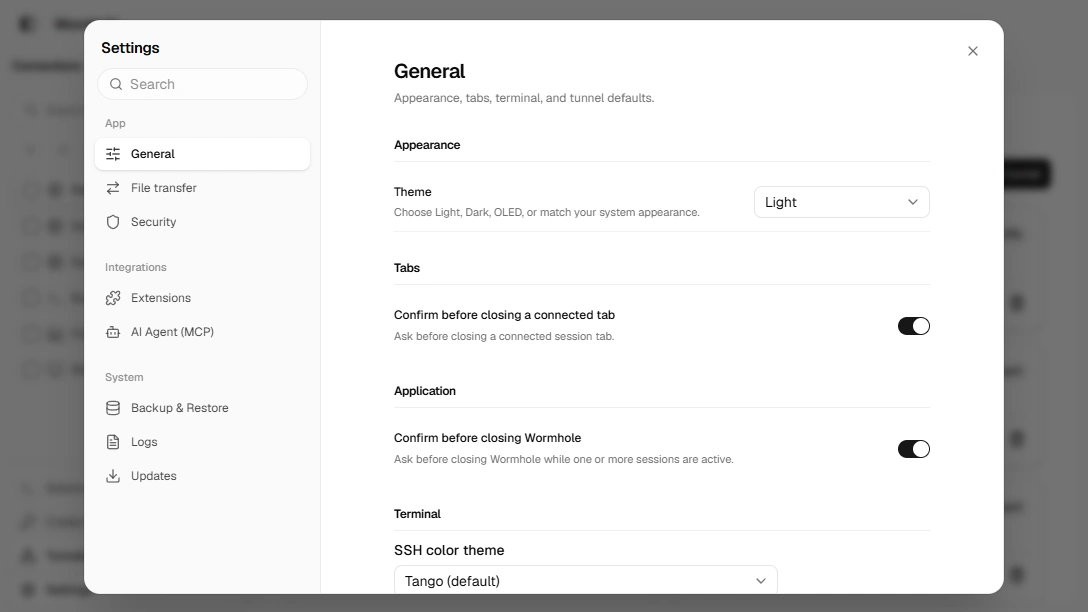 Settings
Search
App
General
File transfer
Security
Integrations
Extensions
AI Agent (MCP)
System
Backup & Restore
Logs
Updates
General
Appearance, tabs, terminal, and tunnel defaults.
Appearance
Theme
Choose Light, Dark, OLED, or match your system appearance.
Light
Tabs
Confirm before closing a connected tab
Ask before closing a connected session tab.
Application
Confirm before closing Wormhole
Ask before closing Wormhole while one or more sessions are active.
Terminal
SSH color theme
Tango (default)